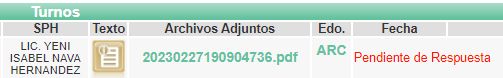 Turnos
SPH Texto Archivos Adjuntos Edo. Fecha
LIC. YENI
ISABEL NAVA
HERNANDEZ
20230227190904736.pdf
ARC
Pendiente de Respuesta